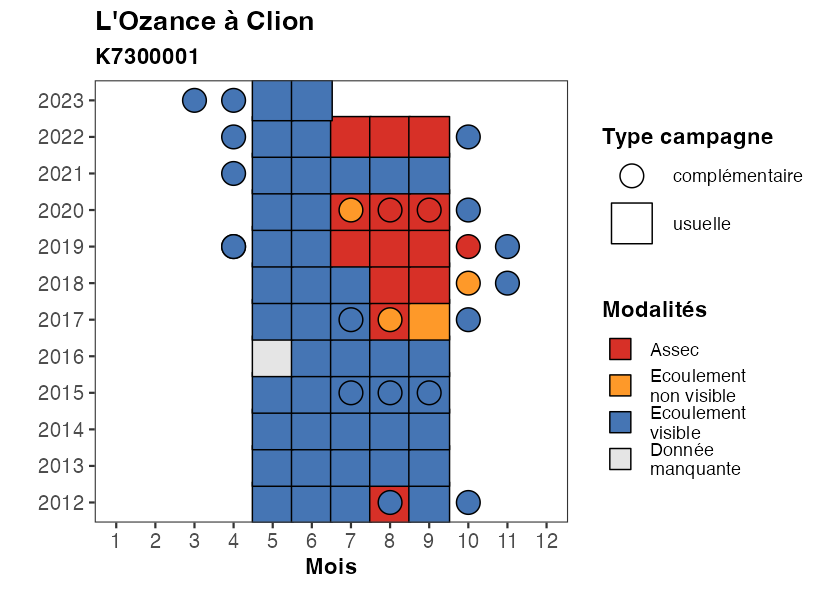 L'Ozance à Clion
K7300001
2023
2022
2021
2020
2019
2018
2017
2016
2015
2014
2013
2012
1 2 3 4 5 6 7 8 9 10 11 12
Mois
Type campagne
complémentaire
usuelle
Modalités
Assec
Ecoulement
non visible
Ecoulement
visible
Donnée
manquante